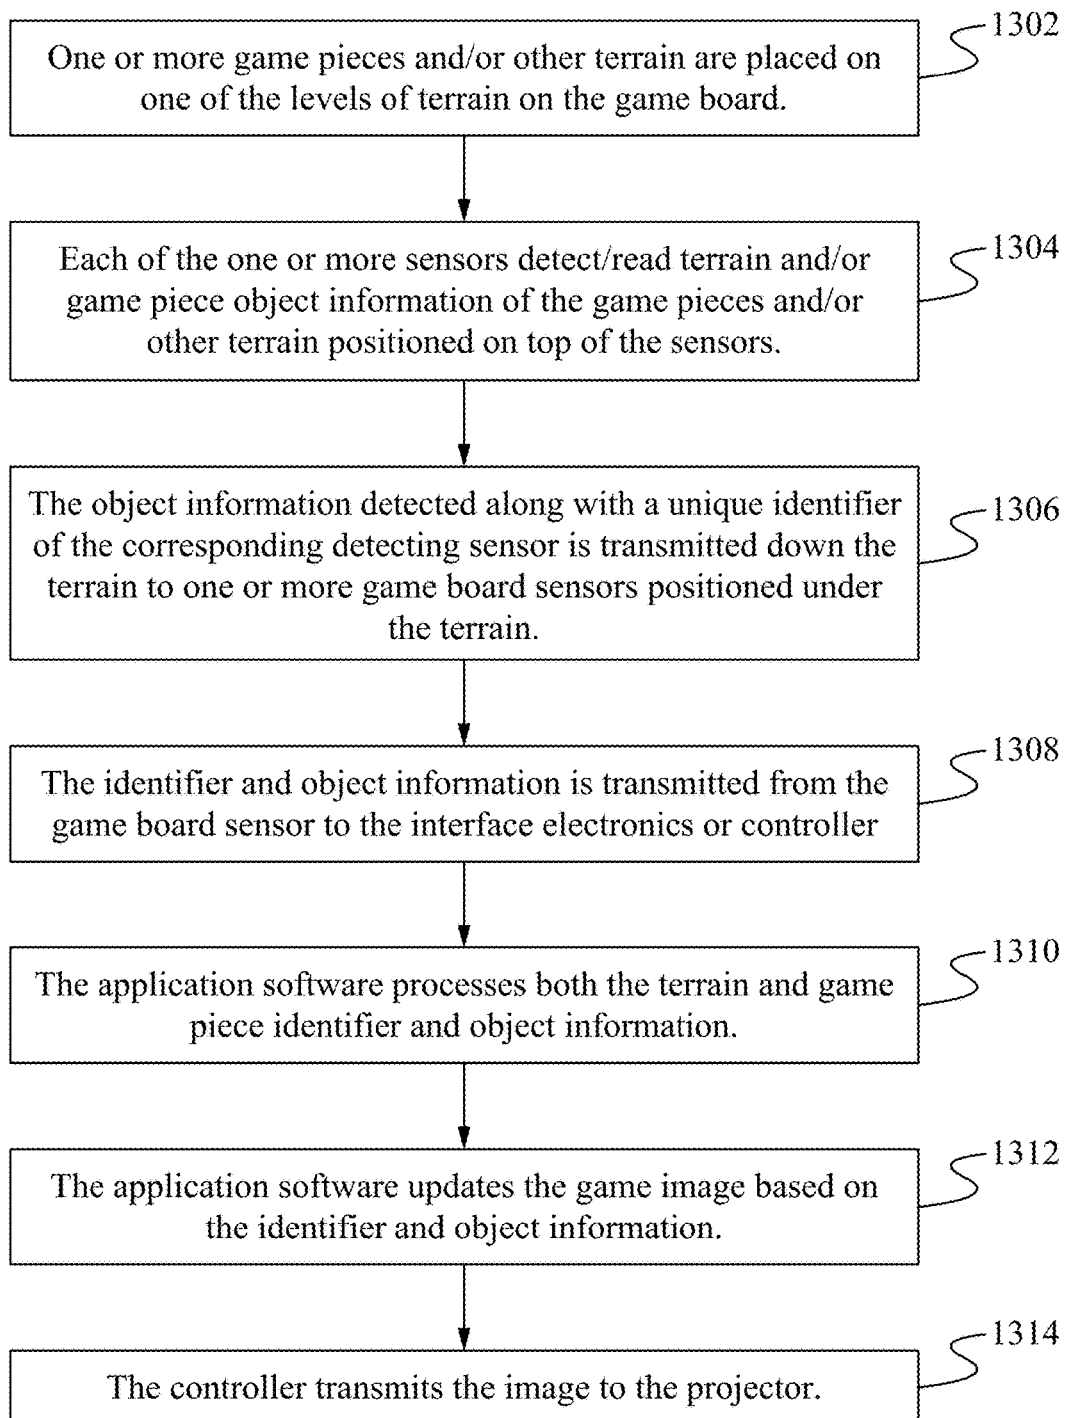 1302
One or more game pieces and/or other terrain are placed on
one of the levels of terrain on the game board.
1304
Each of the one or more sensors detect/read terrain and/or
game piece object information of the game pieces and/or
other terrain positioned on top of the sensors.
1306
The object information detected along with a unique identifier
of the corresponding detecting sensor is transmitted down the
terrain to one or more game board sensors positioned under
the terrain.
1308
The identifier and object information is transmitted from the
game board sensor to the interface electronics or controller
1310
The application software processes both the terrain and game
piece identifier and object information.
1312
The application software updates the game image based on
the identifier and object information.
1314
The controller transmits the image to the projector.